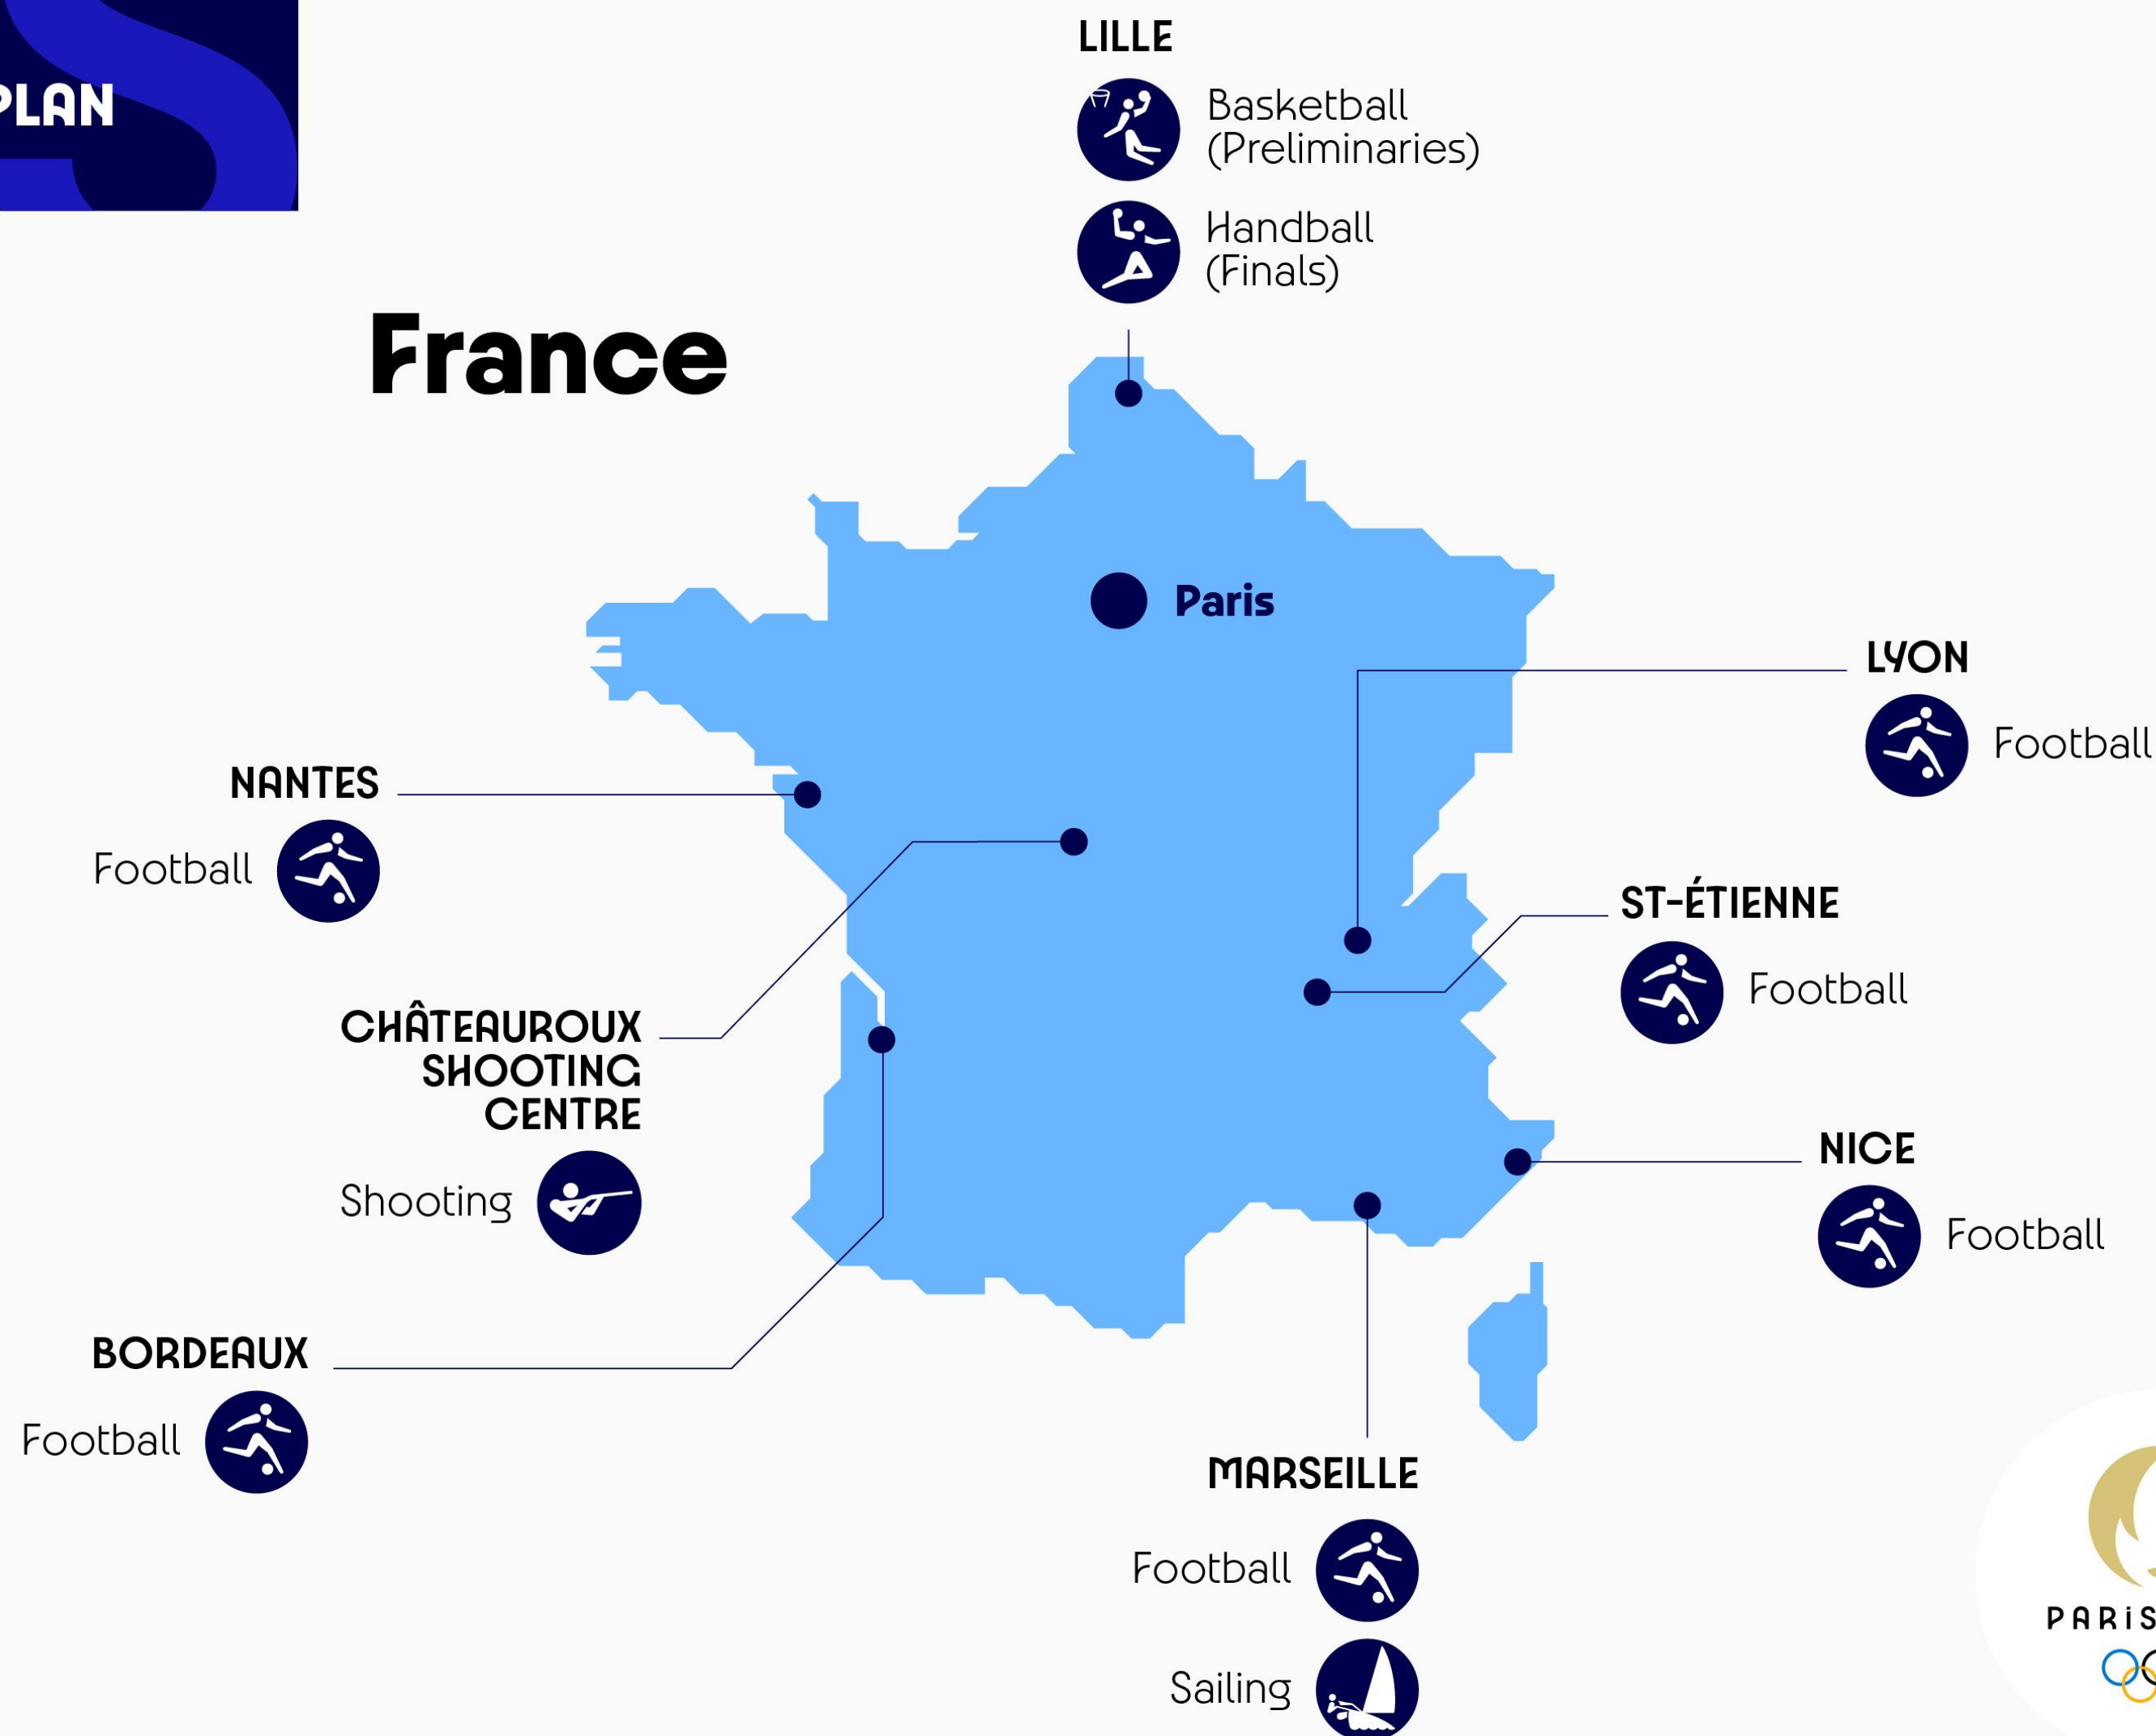 PLAN
LILLE
Basketball
(Preliminaries)
Handball
(Finals)
France
Paris
LYON
Football
NANTES
Football
ST-ÉTIENNE
Football
CHÂTEAUROUX
SHOOTING
CENTRE
Shooting
NICE
Football
BORDEAUX
Football
MARSEILLE
Football
Sailing
PARiS